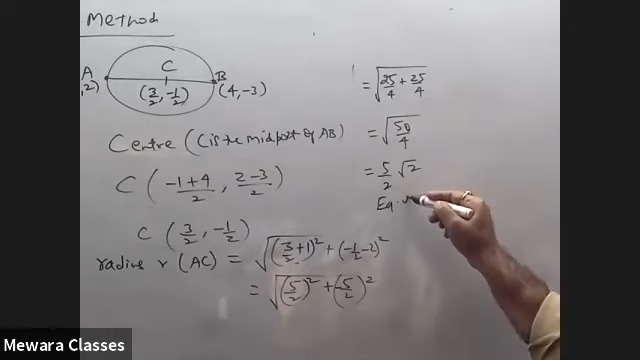 Method
A
C
B
, 2)
(3/2, -1/2)
(4, -3)
Centre (C is the midpoint of AB)
C ( -1+4/2 , 2-3/2 )
C (3/2, -1/2)
radius r (AC) = √(3/2 + 1)² + (-1/2 - 2)²
= √(5/2)² + (-5/2)²
= √25/4 + 25/4
= √50/4
= 5/2 √2
Eq.
Mewara Classes